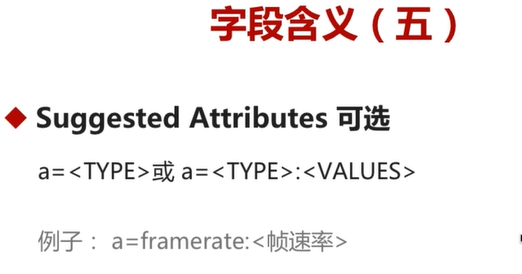 字段含义（五）
Suggested Attributes 可选
a=<TYPE>或 a=<TYPE>:<VALUES>
例子： a=framerate:<帧速率>